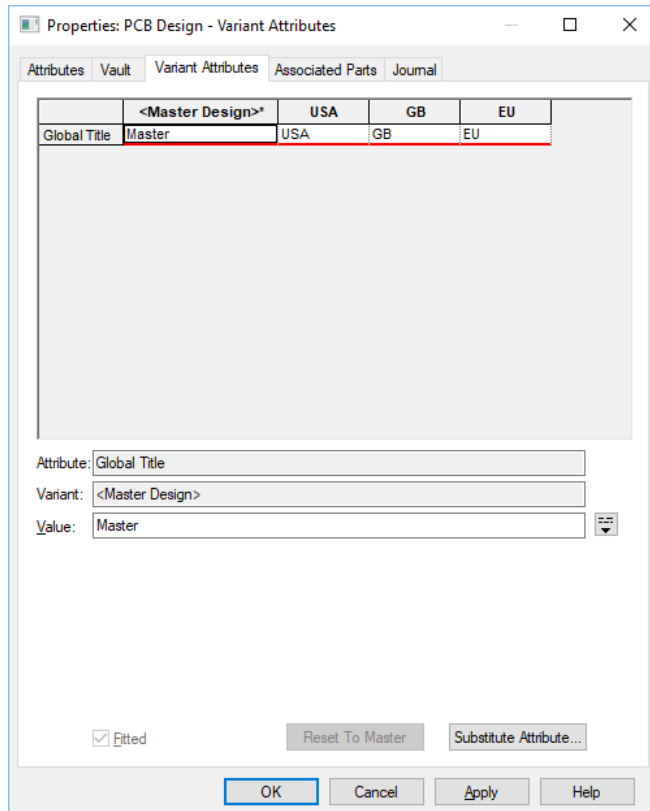 Properties: PCB Design - Variant Attributes
Attributes Vault Variant Attributes Associated Parts Journal
<Master Design>* USA GB EU
Global Title Master USA GB EU
Attribute: Global Title
Variant: <Master Design>
Value: Master
Fitted Reset To Master Substitute Attribute...
OK Cancel Apply Help